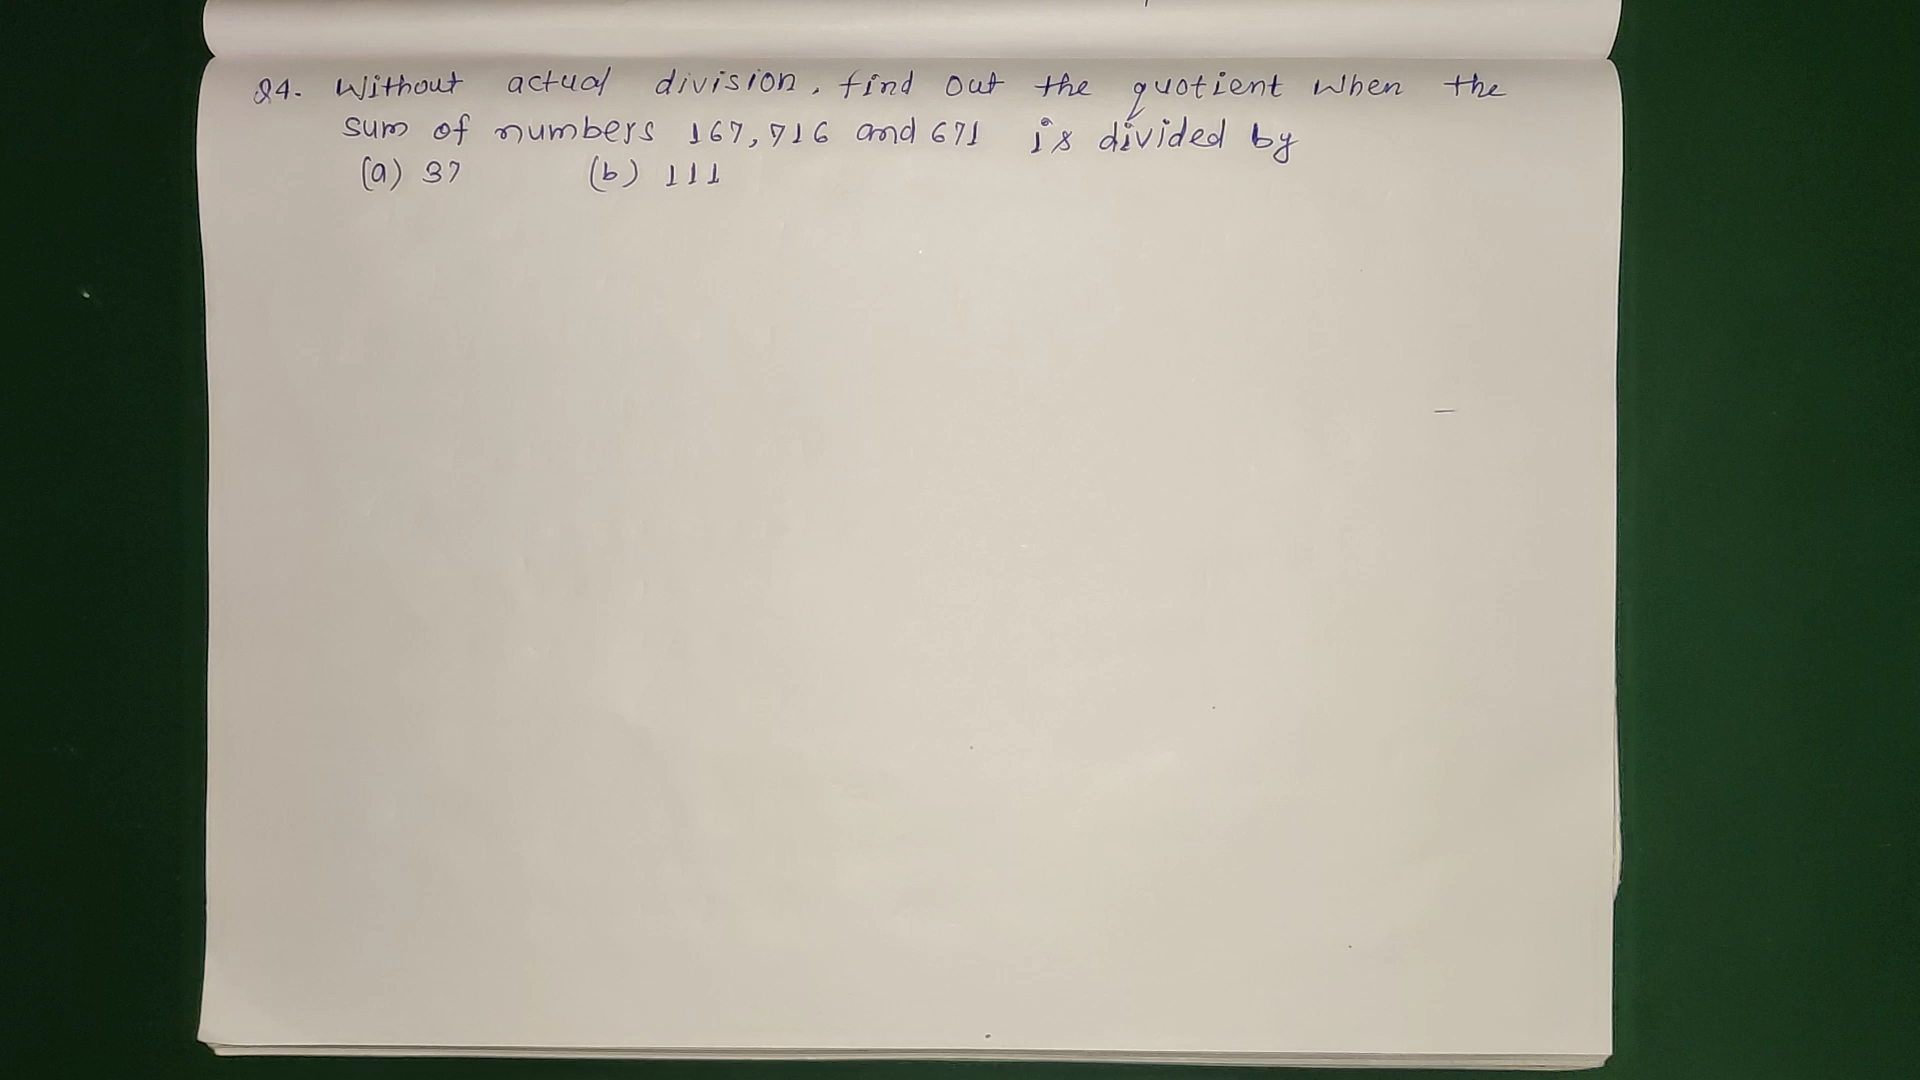 Q4. Without actual division, find out the quotient when the
sum of numbers 167, 716 and 671 is divided by
(a) 37 (b) 111